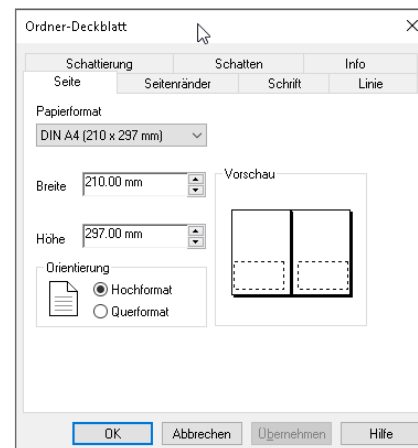 Ordner-Deckblatt
Schattierung Schatten Info
Seite Seitenränder Schrift Linie
Papierformat
DIN A4 (210 x 297 mm)
Breite 210.00 mm
Vorschau
Höhe 297.00 mm
Orientierung
Hochformat
Querformat
OK Abbrechen Übernehmen Hilfe